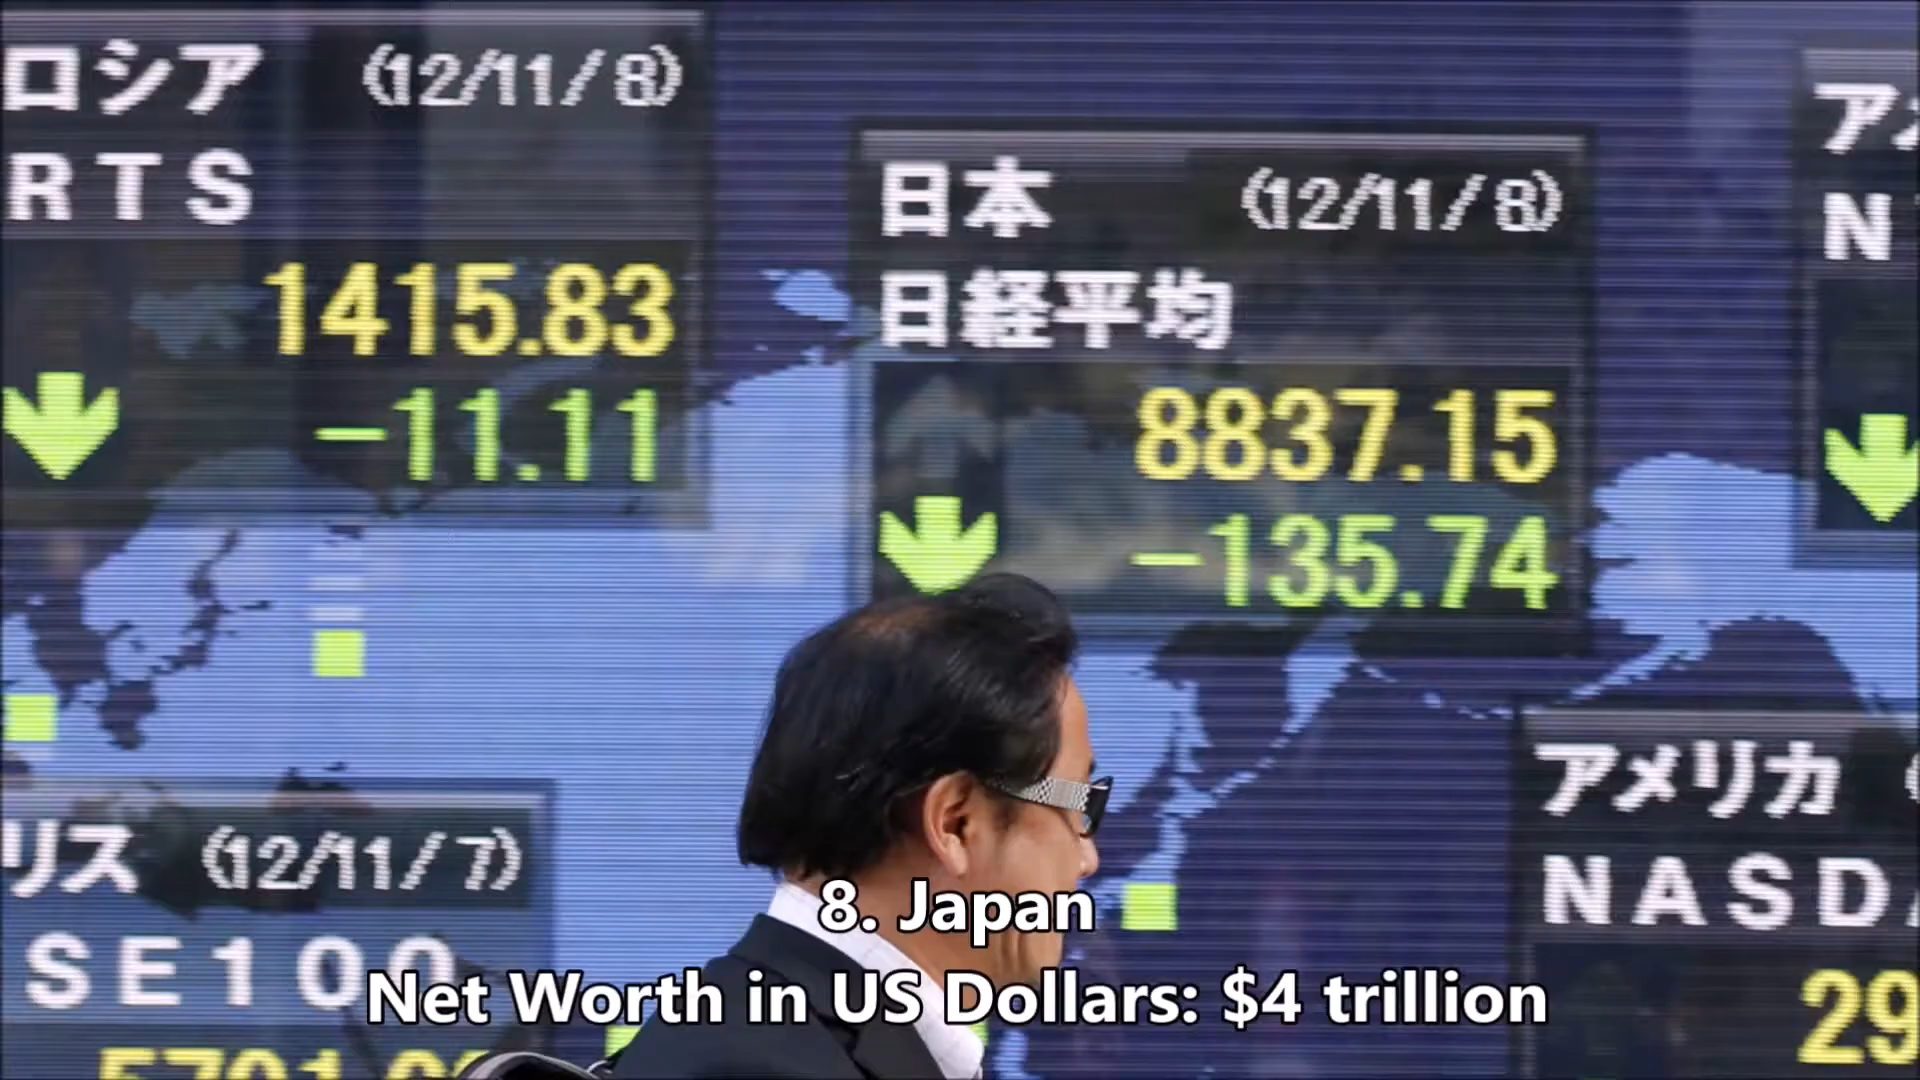 ロシア (12/11/8)
RTS
1415.83
-11.11
日本 (12/11/8)
日経平均
8837.15
-135.74
N
リス (12/11/7)
SE100
アメリカ
NASD
29
8. Japan
Net Worth in US Dollars: $4 trillion